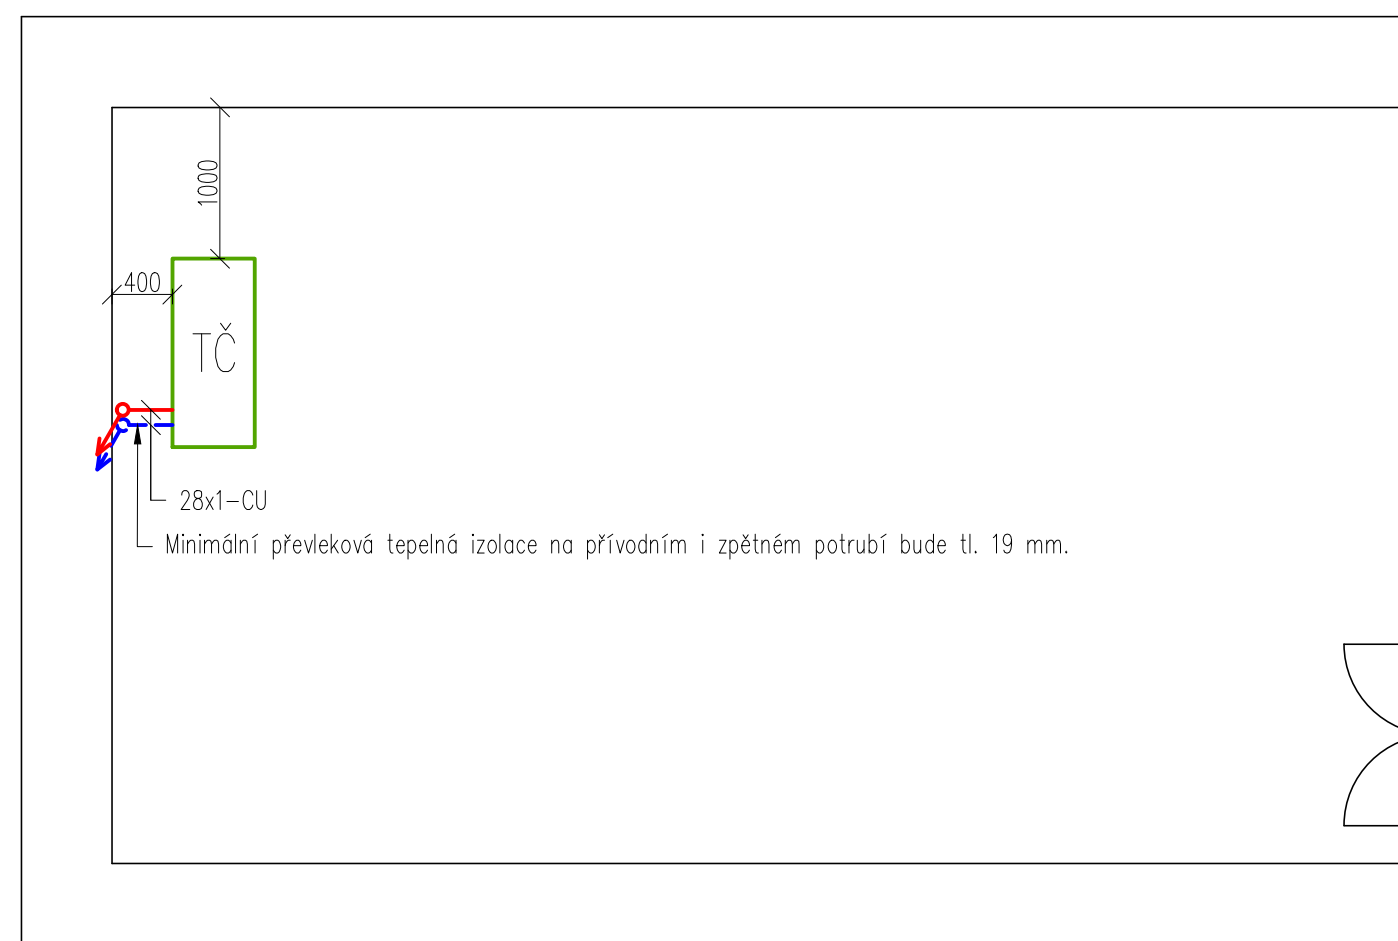 1000
400
TČ
28x1-CU
Minimální převleková tepelná izolace na přívodním i zpětném potrubí bude tl. 19 mm.